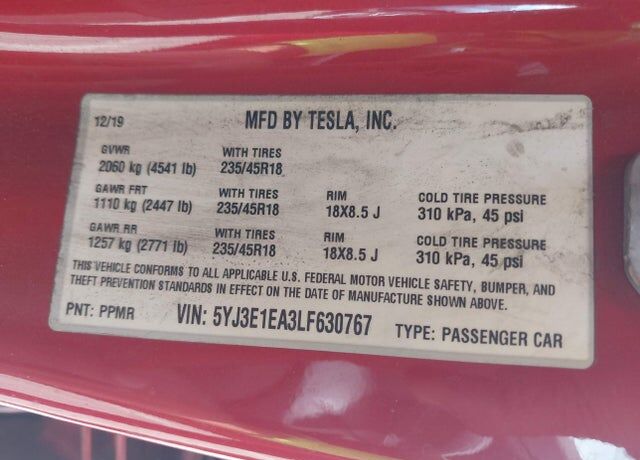 12/19 MFD BY TESLA, INC.
GVWR WITH TIRES
2060 kg (4541 lb) 235/45R18
GAWR FRT WITH TIRES RIM COLD TIRE PRESSURE
1110 kg (2447 lb) 235/45R18 18X8.5 J 310 kPa, 45 psi
GAWR RR WITH TIRES RIM COLD TIRE PRESSURE
1257 kg (2771 lb) 235/45R18 18X8.5 J 310 kPa, 45 psi
THIS VEHICLE CONFORMS TO ALL APPLICABLE U.S. FEDERAL MOTOR VEHICLE SAFETY, BUMPER, AND
THEFT PREVENTION STANDARDS IN EFFECT ON THE DATE OF MANUFACTURE SHOWN ABOVE.
PNT: PPMR VIN: 5YJ3E1EA3LF630767 TYPE: PASSENGER CAR